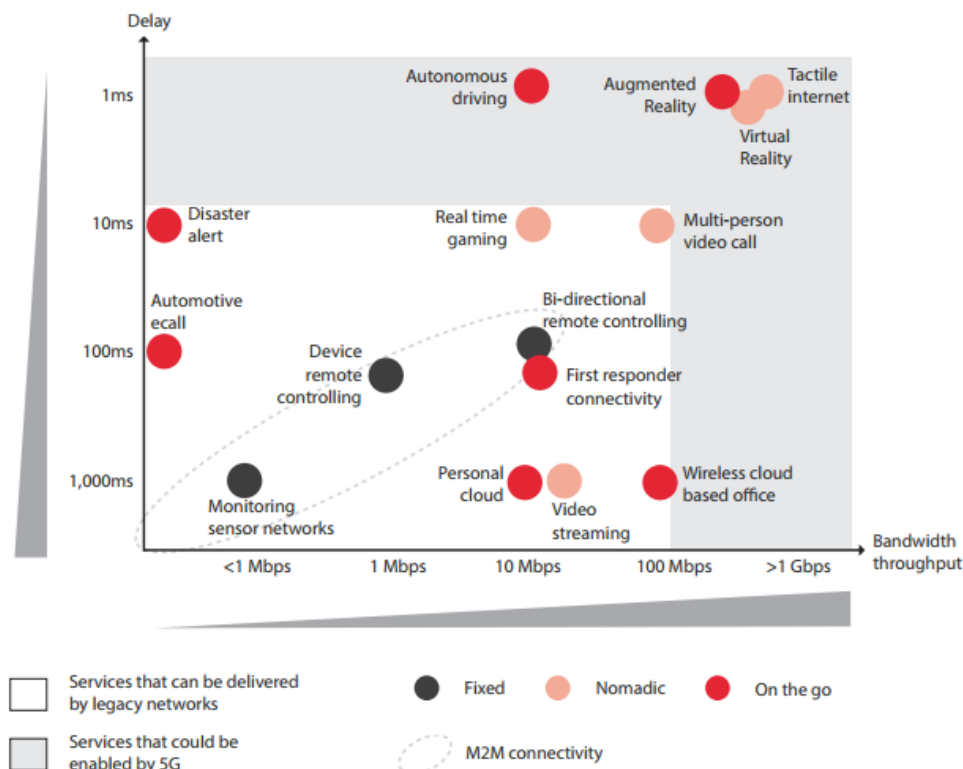 Delay
1ms
Autonomous
driving
Augmented
Reality
Tactile
internet
Virtual
Reality
10ms
Disaster
alert
Real time
gaming
Multi-person
video call
Automotive
ecall
100ms
Device
remote
controlling
Bi-directional
remote controlling
First responder
connectivity
1,000ms
Monitoring
sensor networks
Personal
cloud
Video
streaming
Wireless cloud
based office
<1 Mbps
1 Mbps
10 Mbps
100 Mbps
>1 Gbps
Bandwidth
throughput
Services that can be delivered
by legacy networks
Fixed
Nomadic
On the go
Services that could be
enabled by 5G
M2M connectivity